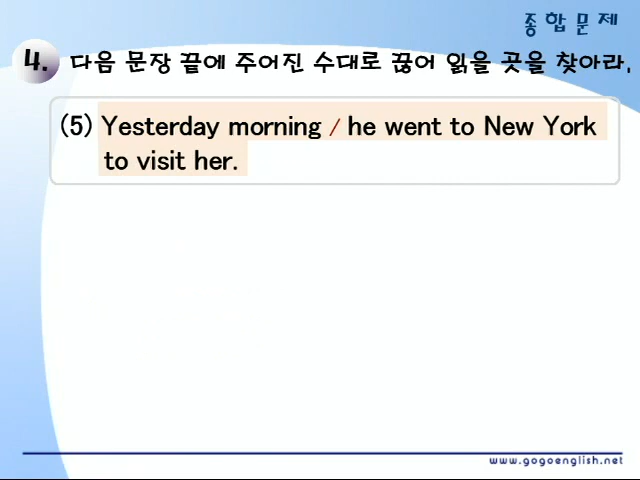 종합문제
4. 다음 문장 끝에 주어진 수대로 끊어 읽을 곳을 찾아라.
(5) Yesterday morning / he went to New York
to visit her.
www.gogoenglish.net